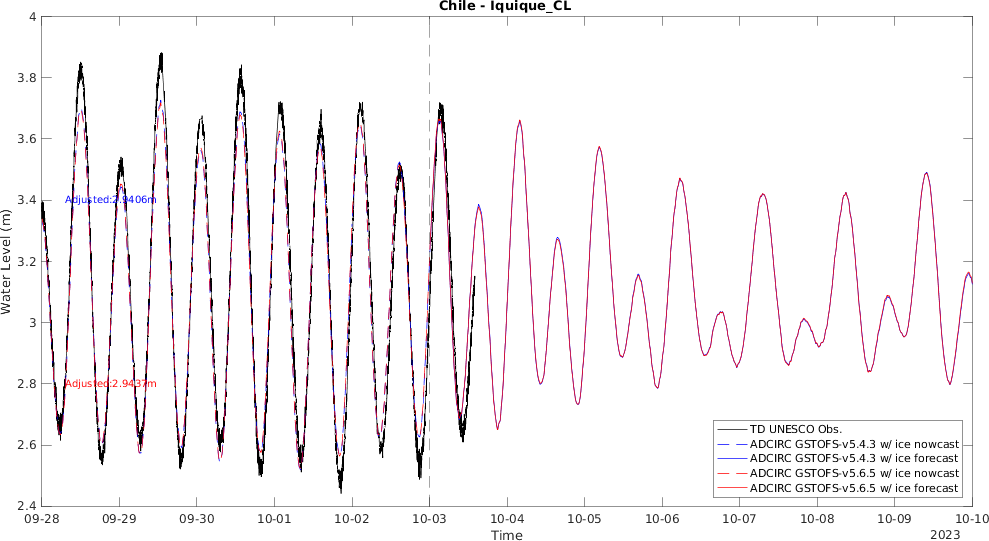 Chile - Iquique_CL
4
3.8
3.6
3.4
3.2
3
2.8
2.6
2.4
Water Level (m)
Adjusted:2.9406m
Adjusted:2.9437m
TD UNESCO Obs.
ADCIRC GSTOFS-v5.4.3 w/ ice nowcast
ADCIRC GSTOFS-v5.4.3 w/ ice forecast
ADCIRC GSTOFS-v5.6.5 w/ ice nowcast
ADCIRC GSTOFS-v5.6.5 w/ ice forecast
09-28 09-29 09-30 10-01 10-02 10-03 10-04 10-05 10-06 10-07 10-08 10-09 10-10
Time
2023